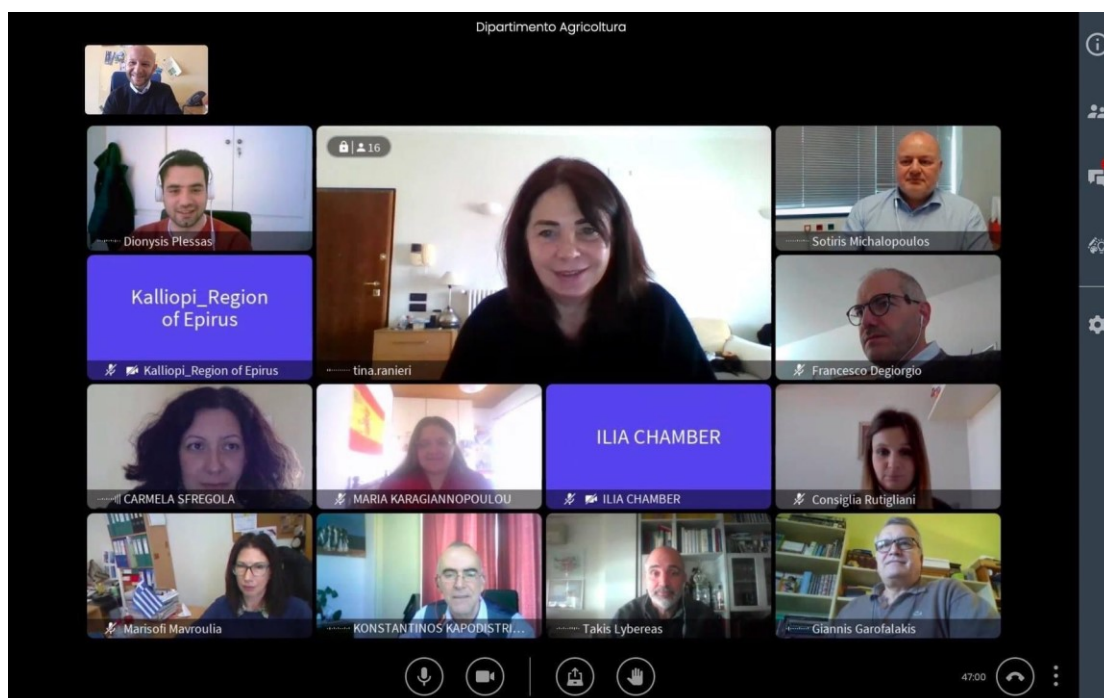 Dipartimento Agricoltura
16
Dionysis Plessas
Sotiris Michalopoulos
Kalliopi_Region
of Epirus
Kalliopi_Region of Epirus
tina.ranieri
Francesco Degiorgio
CARMELA SFREGOLA
MARIA KARAGIANNOPOULOU
ILIA CHAMBER
ILIA CHAMBER
Consiglia Rutigliani
Marisofi Mavroulia
KONSTANTINOS KAPODISTRI...
Takis Lybereas
Giannis Garofalakis
47:00